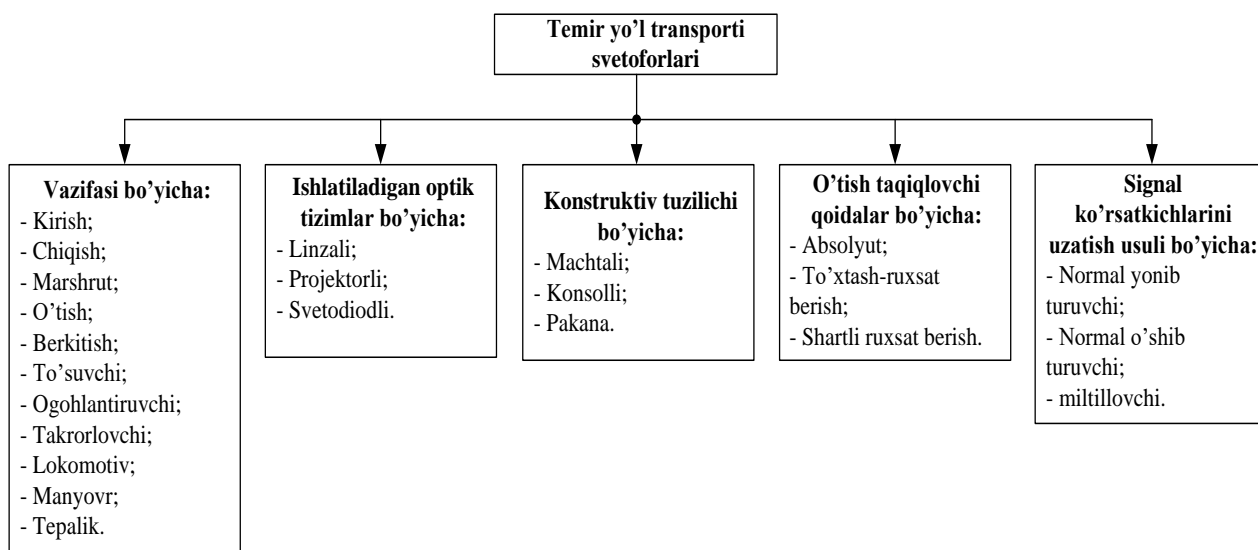 Temir yo’l transporti
svetoforlari
Vazifasi bo’yicha:
- Kirish;
- Chiqish;
- Marshrut;
- O’tish;
- Berkitish;
- To’suvchi;
- Ogohlantiruvchi;
- Takrorlovchi;
- Lokomotiv;
- Manyovr;
- Tepalik.
Ishlatiladigan optik
tizimlar bo’yicha:
- Linzali;
- Projektorli;
- Svetodiodli.
Konstruktiv tuzilichi
bo’yicha:
- Machtali;
- Konsolli;
- Pakana.
O’tish taqiqlovchi
qoidalar bo’yicha:
- Absolyut;
- To’xtash-ruxsat
berish;
- Shartli ruxsat berish.
Signal
ko’rsatkichlarini
uzatish usuli bo’yicha:
- Normal yonib
turuvchi;
- Normal o’shib
turuvchi;
- miltillovchi.